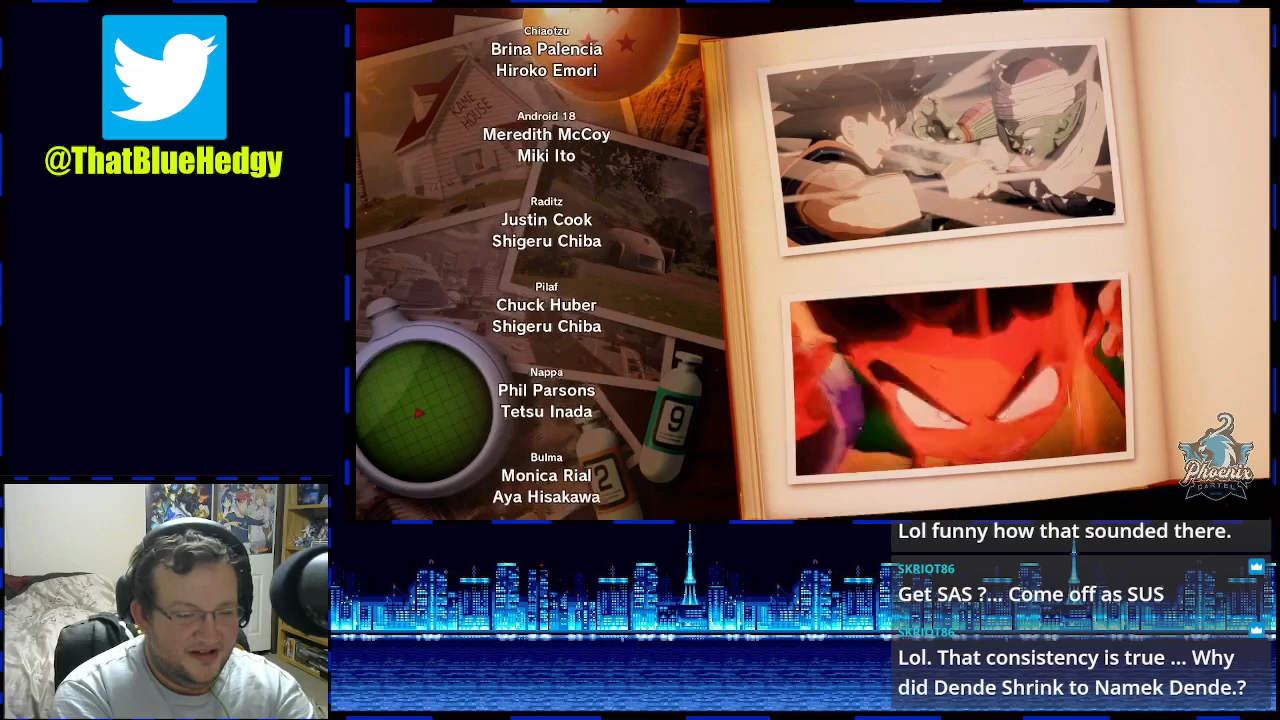 @ThatBlueHedgy
Chiaotzu
Brina Palencia
Hiroko Emori
Android 18
Meredith McCoy
Miki Ito
Raditz
Justin Cook
Shigeru Chiba
Pilaf
Chuck Huber
Shigeru Chiba
Nappa
Phil Parsons
Tetsu Inada
Bulma
Monica Rial
Aya Hisakawa
KAME
HOUSE
9
2
Phoenix
CARTEL
Lol funny how that sounded there.
SKRIOT86
Get SAS ?... Come off as SUS
SKRIOT86
Lol. That consistency is true ... Why
did Dende Shrink to Namek Dende.?